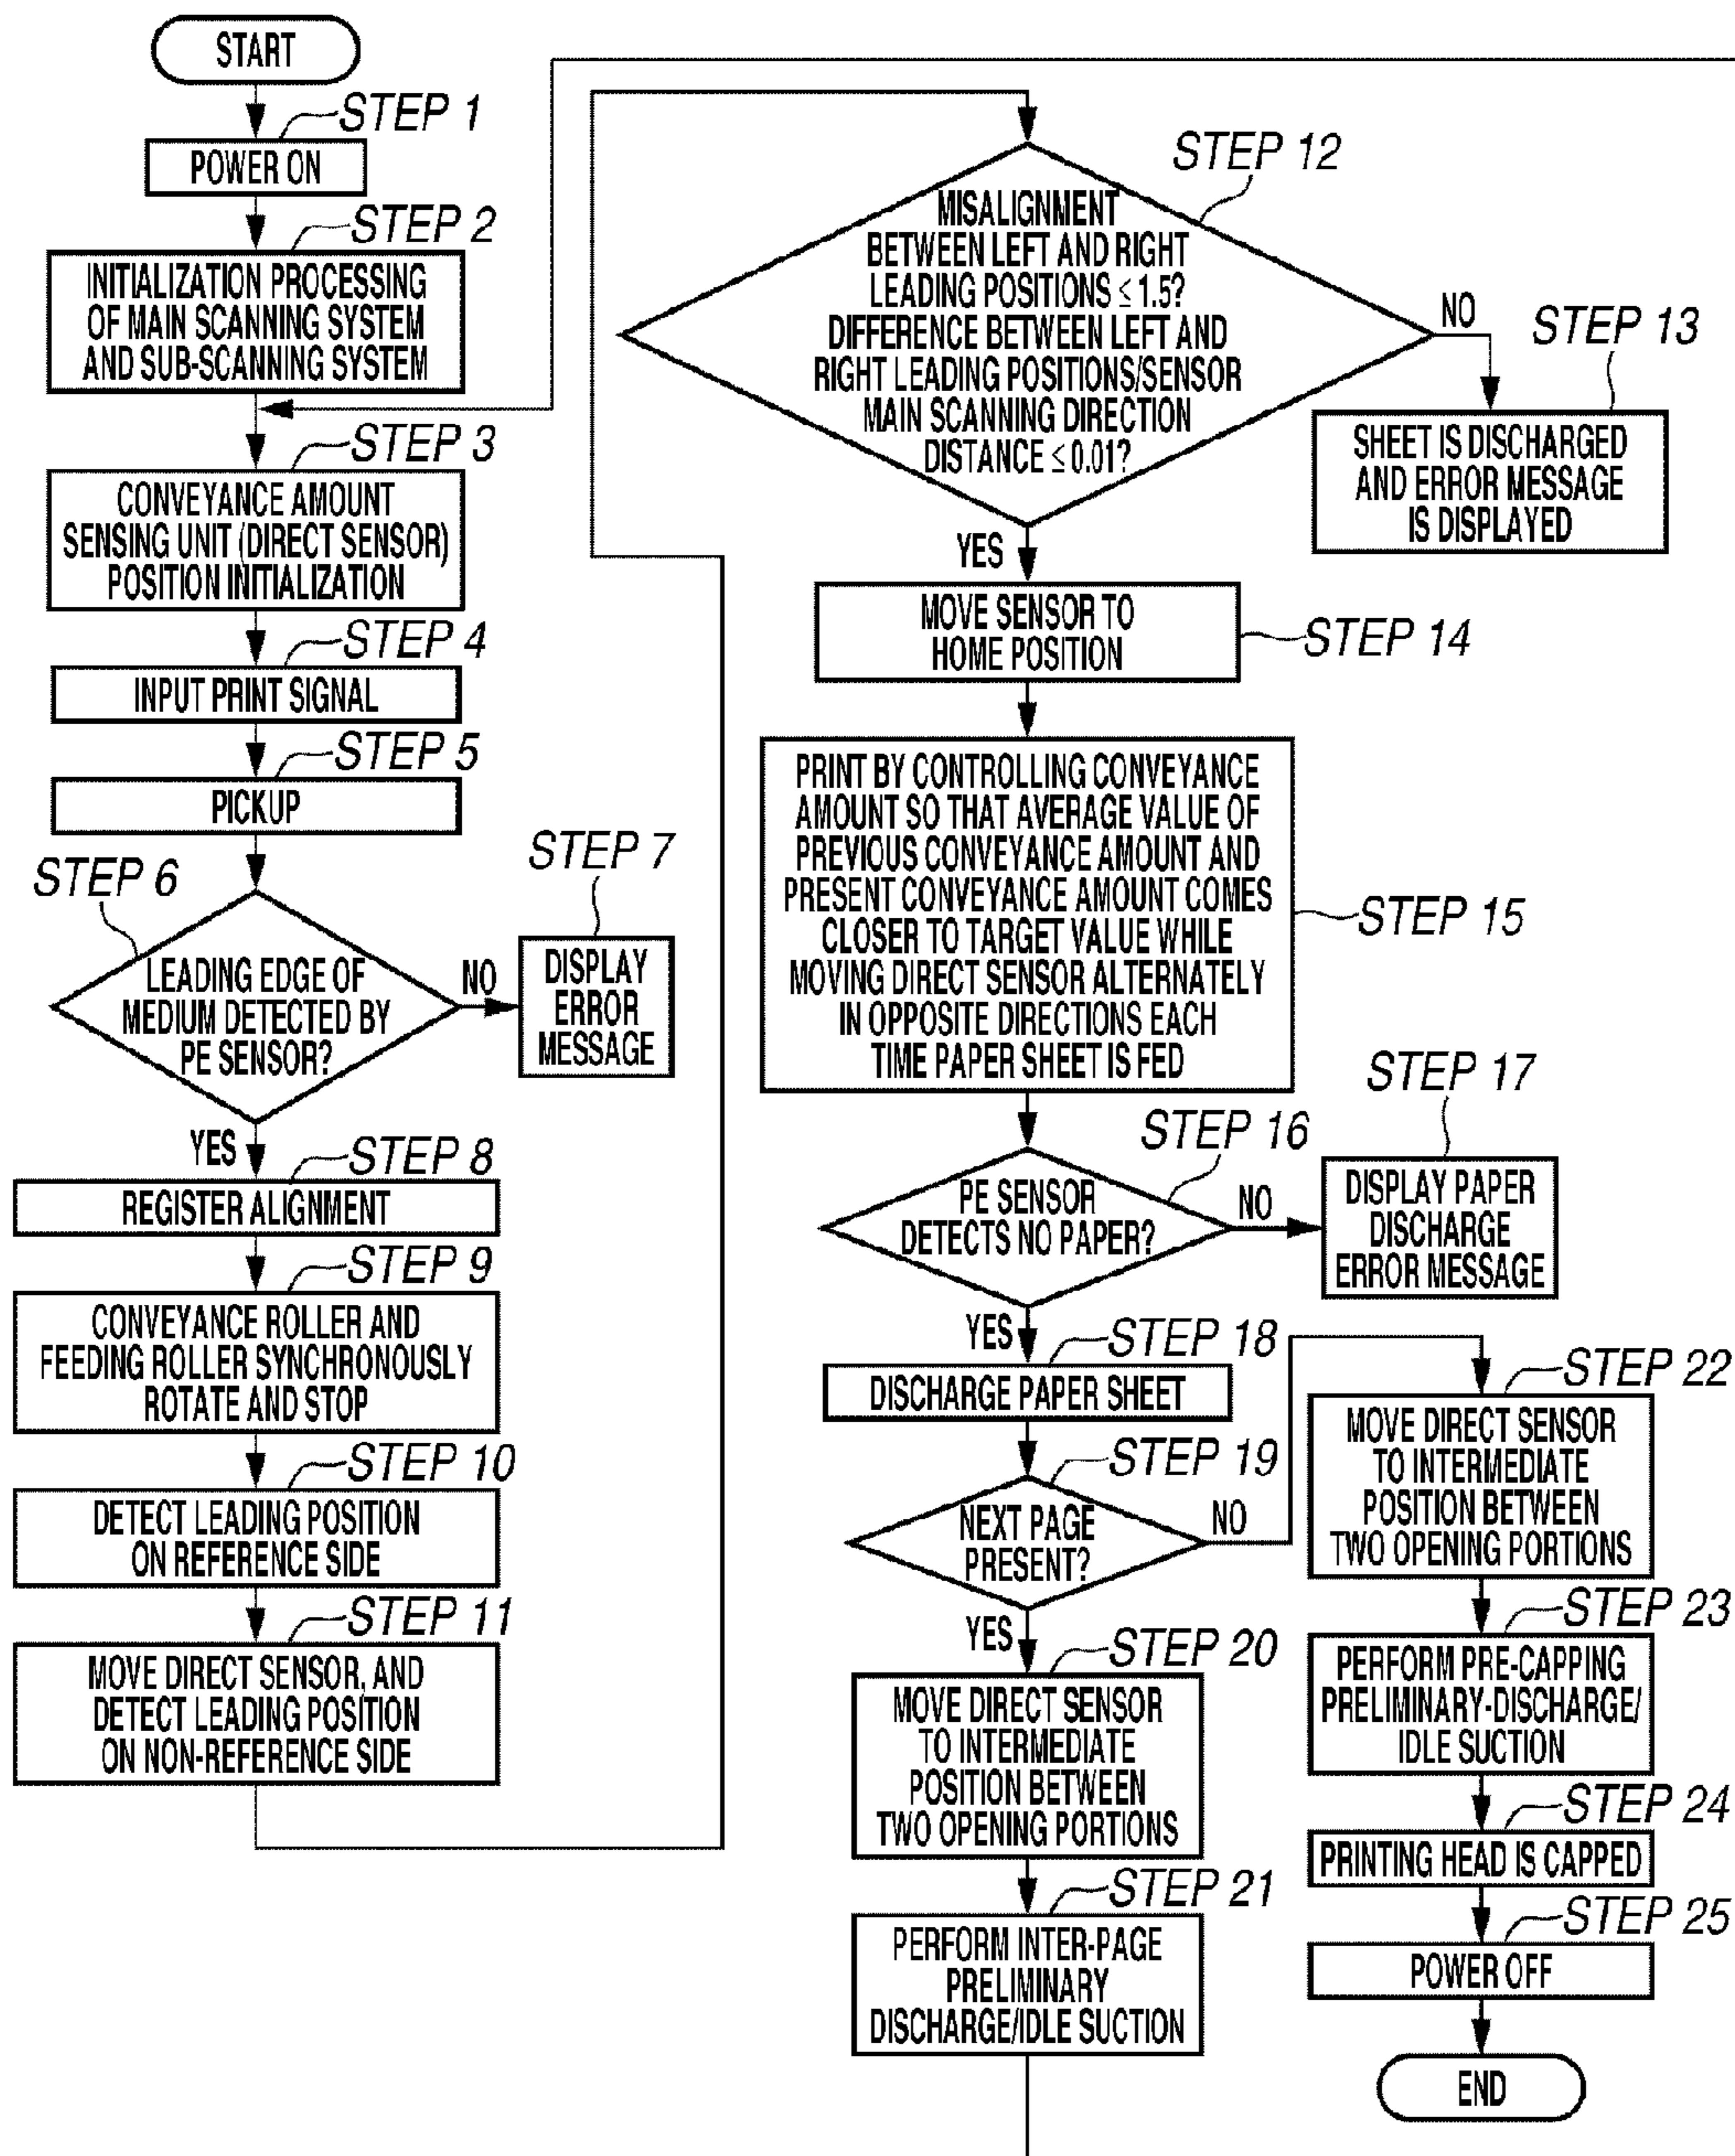 START
STEP 1
POWER ON
STEP 2
INITIALIZATION PROCESSING
OF MAIN SCANNING SYSTEM
AND SUB-SCANNING SYSTEM
STEP 3
CONVEYANCE AMOUNT
SENSING UNIT (DIRECT SENSOR)
POSITION INITIALIZATION
STEP 4
INPUT PRINT SIGNAL
STEP 5
PICKUP
STEP 6
LEADING EDGE OF
MEDIUM DETECTED BY
PE SENSOR?
NO
STEP 7
DISPLAY
ERROR
MESSAGE
YES
STEP 8
REGISTER ALIGNMENT
STEP 9
CONVEYANCE ROLLER AND
FEEDING ROLLER SYNCHRONOUSLY
ROTATE AND STOP
STEP 10
DETECT LEADING POSITION
ON REFERENCE SIDE
STEP 11
MOVE DIRECT SENSOR, AND
DETECT LEADING POSITION
ON NON-REFERENCE SIDE
STEP 12
MISALIGNMENT
BETWEEN LEFT AND RIGHT
LEADING POSITIONS ≤ 1.5?
DIFFERENCE BETWEEN LEFT AND
RIGHT LEADING POSITIONS/SENSOR
MAIN SCANNING DIRECTION
DISTANCE ≤ 0.01?
NO
STEP 13
SHEET IS DISCHARGED
AND ERROR MESSAGE
IS DISPLAYED
YES
MOVE SENSOR TO
HOME POSITION
STEP 14
PRINT BY CONTROLLING CONVEYANCE
AMOUNT SO THAT AVERAGE VALUE OF
PREVIOUS CONVEYANCE AMOUNT AND
PRESENT CONVEYANCE AMOUNT COMES
CLOSER TO TARGET VALUE WHILE
MOVING DIRECT SENSOR ALTERNATELY
IN OPPOSITE DIRECTIONS EACH
TIME PAPER SHEET IS FED
STEP 15
STEP 16
PE SENSOR
DETECTS NO PAPER?
NO
STEP 17
DISPLAY PAPER
DISCHARGE
ERROR MESSAGE
YES
STEP 18
DISCHARGE PAPER SHEET
STEP 19
NEXT PAGE
PRESENT?
NO
YES
STEP 20
MOVE DIRECT SENSOR
TO INTERMEDIATE
POSITION BETWEEN
TWO OPENING PORTIONS
STEP 21
PERFORM INTER-PAGE
PRELIMINARY
DISCHARGE/IDLE SUCTION
STEP 22
MOVE DIRECT SENSOR
TO INTERMEDIATE
POSITION BETWEEN
TWO OPENING PORTIONS
STEP 23
PERFORM PRE-CAPPING
PRELIMINARY-DISCHARGE/
IDLE SUCTION
STEP 24
PRINTING HEAD IS CAPPED
STEP 25
POWER OFF
END